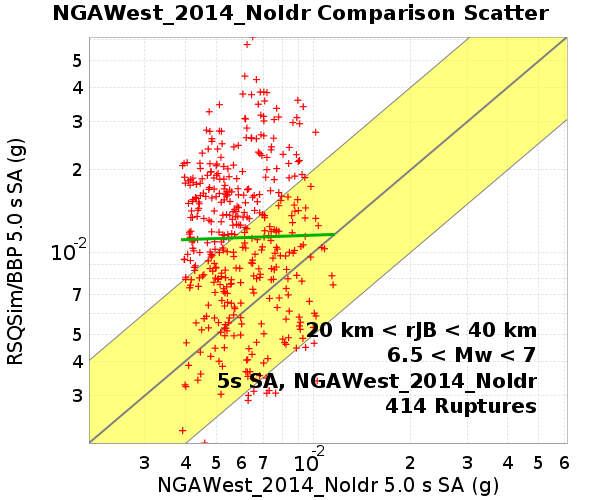 NGAWest_2014_NoIdr Comparison Scatter
RSQSim/BBP 5.0 s SA (g)
5
4
3
2
10-2
7
5
4
3
20 km < rJB < 40 km
6.5 < Mw < 7
5s SA, NGAWest_2014_NoIdr
414 Ruptures
3 4 5 6 7 10-2 2 3 4 5 6
NGAWest_2014_NoIdr 5.0 s SA (g)